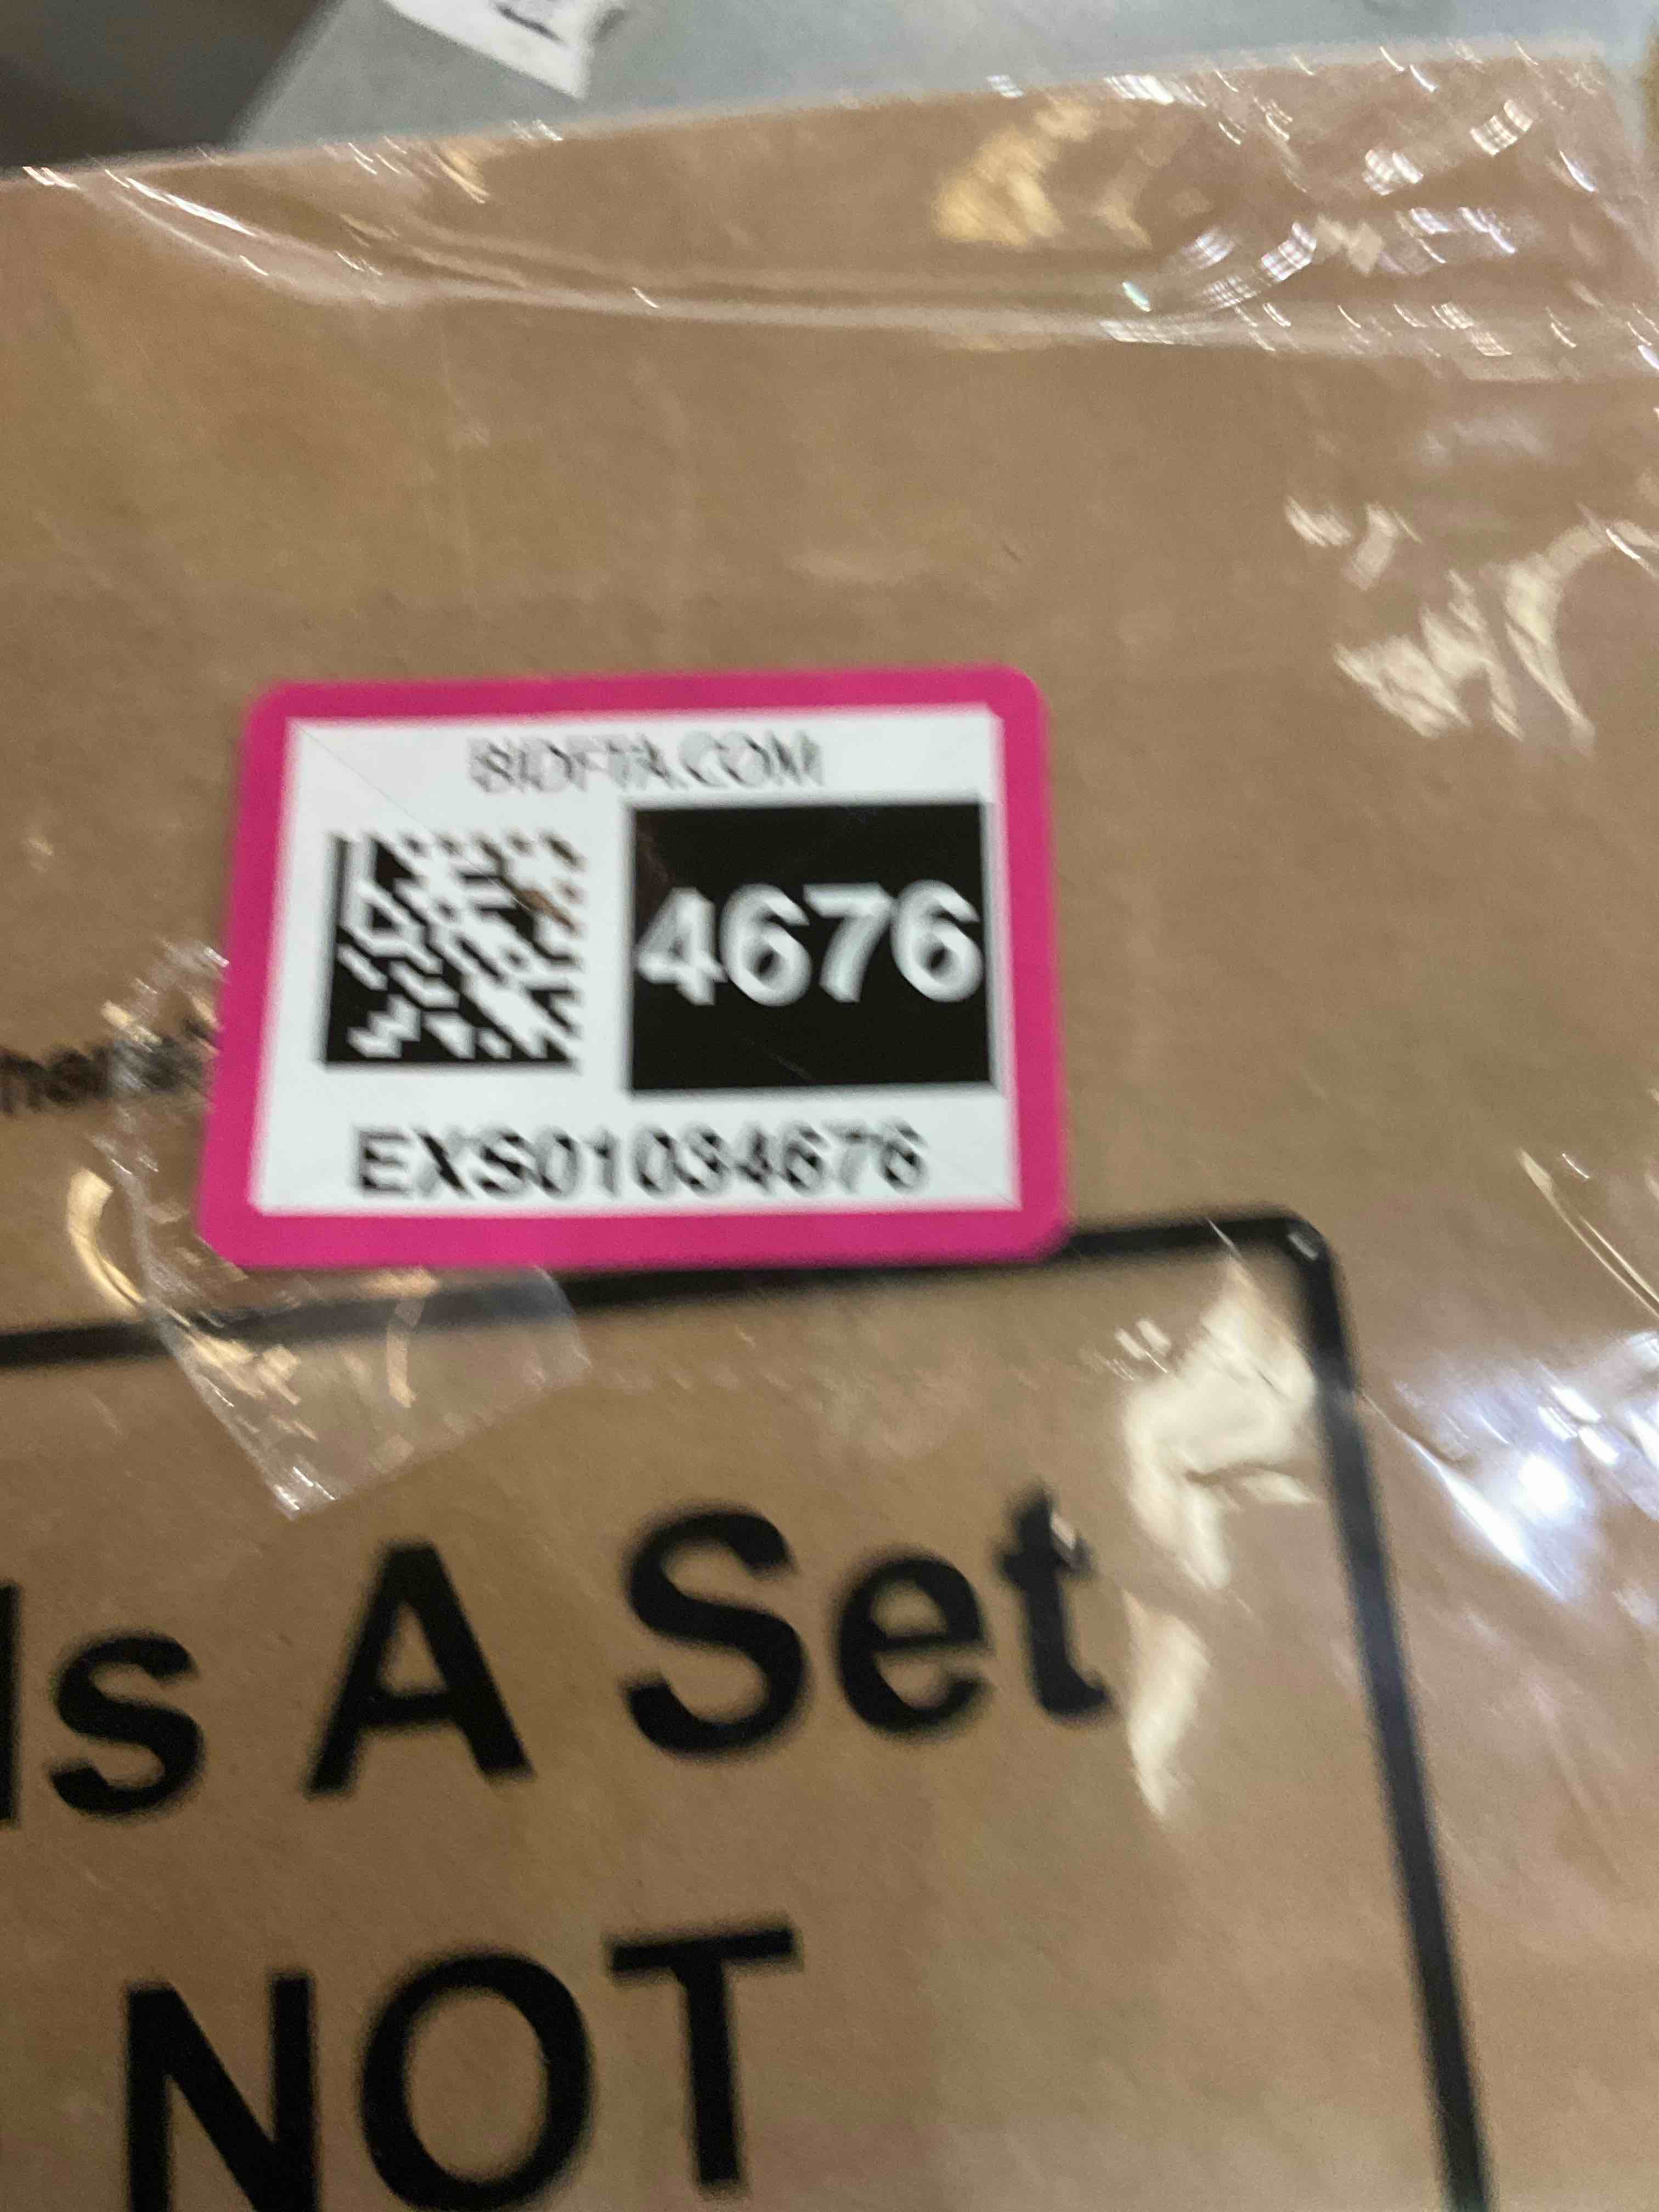 BIDFTA.COM
4676
EXS01034676
Is A Set
NOT